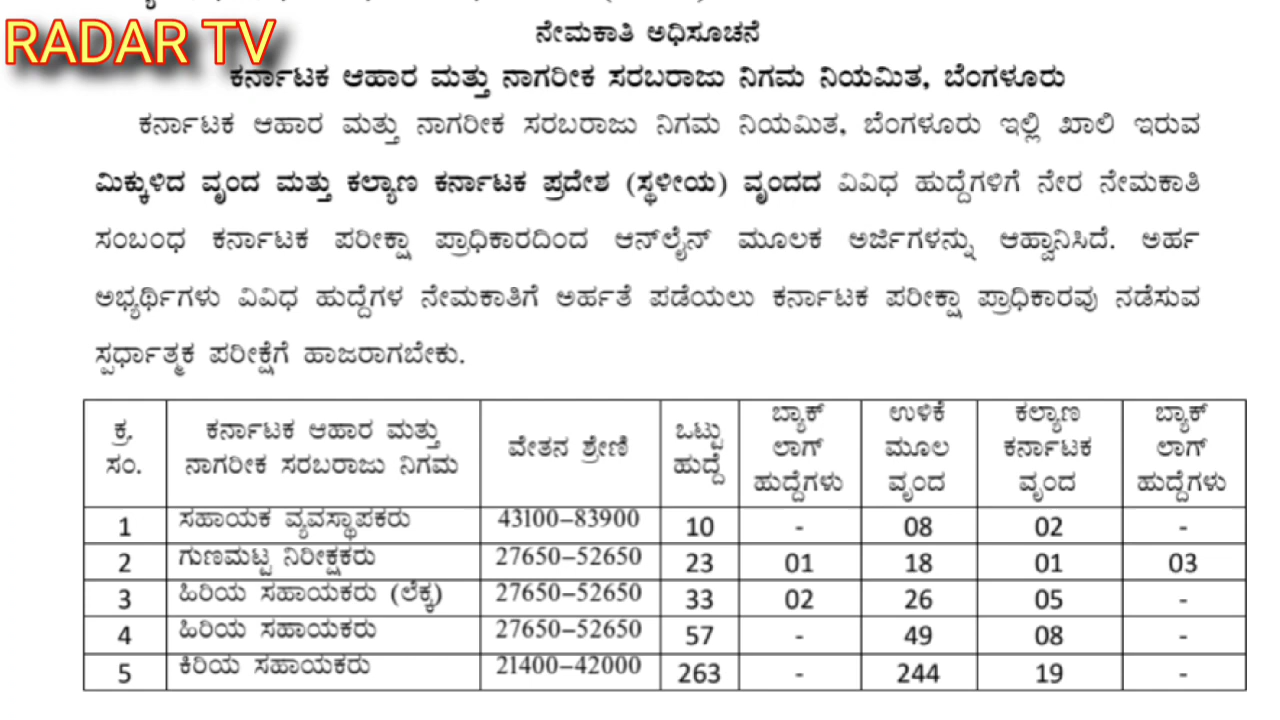 RADAR TV
ನೇಮಕಾತಿ ಅಧಿಸೂಚನೆ
ಕರ್ನಾಟಕ ಆಹಾರ ಮತ್ತು ನಾಗರೀಕ ಸರಬರಾಜು ನಿಗಮ ನಿಯಮಿತ, ಬೆಂಗಳೂರು
ಕರ್ನಾಟಕ ಆಹಾರ ಮತ್ತು ನಾಗರೀಕ ಸರಬರಾಜು ನಿಗಮ ನಿಯಮಿತ, ಬೆಂಗಳೂರು ಇಲ್ಲಿ ಖಾಲಿ ಇರುವ
ಮಿಕ್ಕುಳಿದ ವೃಂದ ಮತ್ತು ಕಲ್ಯಾಣ ಕರ್ನಾಟಕ ಪ್ರದೇಶ (ಸ್ಥಳೀಯ) ವೃಂದದ ವಿವಿಧ ಹುದ್ದೆಗಳಿಗೆ ನೇರ ನೇಮಕಾತಿ
ಸಂಬಂಧ ಕರ್ನಾಟಕ ಪರೀಕ್ಷಾ ಪ್ರಾಧಿಕಾರದಿಂದ ಆನ್‌ಲೈನ್ ಮೂಲಕ ಅರ್ಜಿಗಳನ್ನು ಆಹ್ವಾನಿಸಿದೆ. ಅರ್ಹ
ಅಭ್ಯರ್ಥಿಗಳು ವಿವಿಧ ಹುದ್ದೆಗಳ ನೇಮಕಾತಿಗೆ ಅರ್ಹತೆ ಪಡೆಯಲು ಕರ್ನಾಟಕ ಪರೀಕ್ಷಾ ಪ್ರಾಧಿಕಾರವು ನಡೆಸುವ
ಸ್ಪರ್ಧಾತ್ಮಕ ಪರೀಕ್ಷೆಗೆ ಹಾಜರಾಗಬೇಕು.
ಕ್ರ. ಸಂ. ಕರ್ನಾಟಕ ಆಹಾರ ಮತ್ತು ನಾಗರೀಕ ಸರಬರಾಜು ನಿಗಮ ವೇತನ ಶ್ರೇಣಿ ಒಟ್ಟು ಹುದ್ದೆ ಬ್ಯಾಕ್ ಲಾಗ್ ಹುದ್ದೆಗಳು ಉಳಿಕೆ ಮೂಲ ವೃಂದ ಕಲ್ಯಾಣ ಕರ್ನಾಟಕ ವೃಂದ ಬ್ಯಾಕ್ ಲಾಗ್ ಹುದ್ದೆಗಳು
1 ಸಹಾಯಕ ವ್ಯವಸ್ಥಾಪಕರು 43100–83900 10 - 08 02 -
2 ಗುಣಮಟ್ಟ ನಿರೀಕ್ಷಕರು 27650–52650 23 01 18 01 03
3 ಹಿರಿಯ ಸಹಾಯಕರು (ಲೆಕ್ಕ) 27650–52650 33 02 26 05 -
4 ಹಿರಿಯ ಸಹಾಯಕರು 27650–52650 57 - 49 08 -
5 ಕಿರಿಯ ಸಹಾಯಕರು 21400–42000 263 - 244 19 -